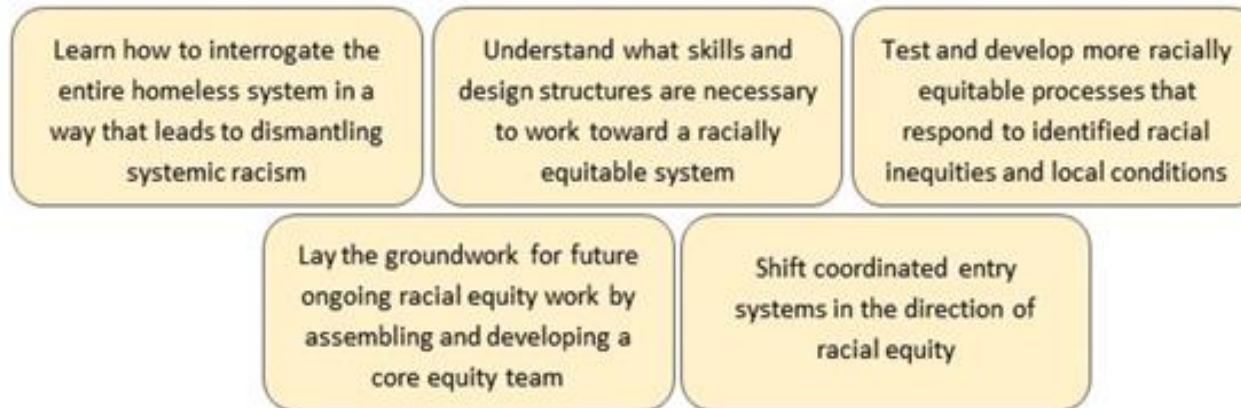 Learn how to interrogate the
entire homeless system in a
way that leads to dismantling
systemic racism
Understand what skills and
design structures are necessary
to work toward a racially
equitable system
Test and develop more racially
equitable processes that
respond to identified racial
inequities and local conditions
Lay the groundwork for future
ongoing racial equity work by
assembling and developing a
core equity team
Shift coordinated entry
systems in the direction of
racial equity